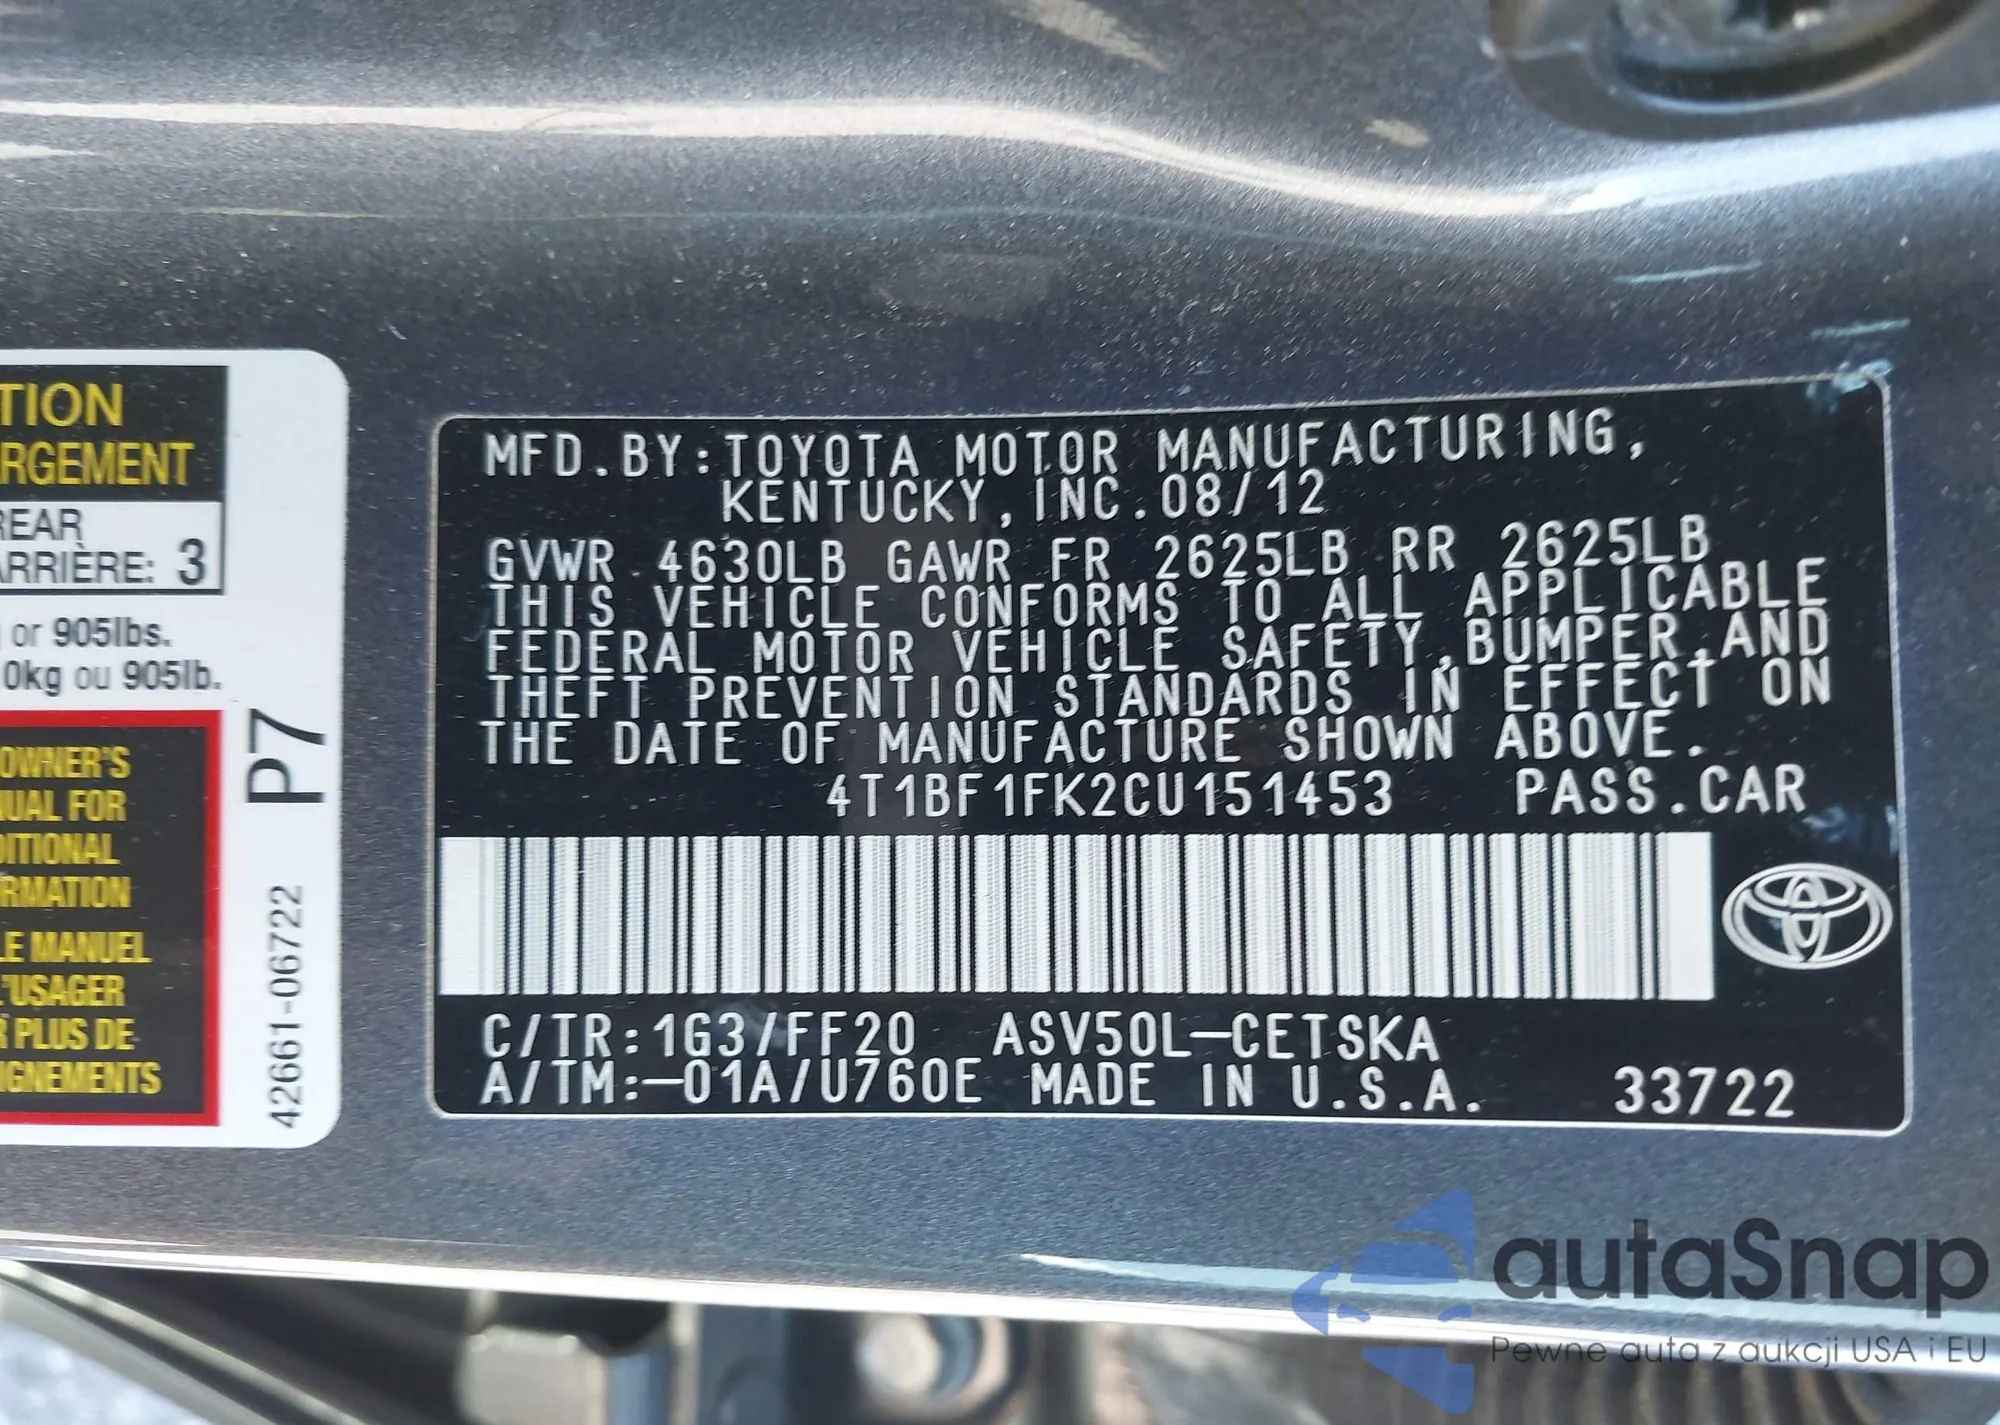 TION
RGEMENT
REAR
ARRIÈRE: 3
or 905lbs.
0kg ou 905lb.
OWNER'S
NUAL FOR
DITIONAL
RMATION
LE MANUEL
L'USAGER
R PLUS DE
IGNEMENTS
P7
42661-06722
MFD.BY:TOYOTA MOTOR MANUFACTURING,
KENTUCKY,INC.08/12
GVWR 4630LB GAWR FR 2625LB RR 2625LB
THIS VEHICLE CONFORMS TO ALL APPLICABLE
FEDERAL MOTOR VEHICLE SAFETY,BUMPER,AND
THEFT PREVENTION STANDARDS IN EFFECT ON
THE DATE OF MANUFACTURE SHOWN ABOVE.
4T1BF1FK2CU151453 PASS.CAR
C/TR:1G3/FF20 ASV50L-CETSKA
A/TM:-01A/U760E MADE IN U.S.A. 33722
autaSnap
Pewne auta z aukcji USA i EU